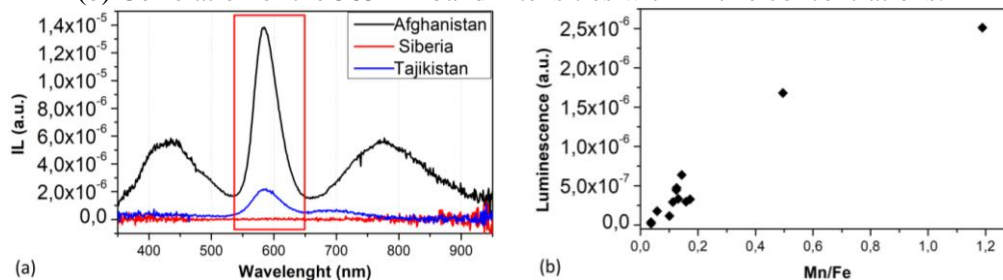 1,4x10⁻⁵
1,2x10⁻⁵
1,0x10⁻⁵
8,0x10⁻⁶
6,0x10⁻⁶
4,0x10⁻⁶
2,0x10⁻⁶
0,0
IL (a.u.)
Afghanistan
Siberia
Tajikistan
400 500 600 700 800 900
Wavelenght (nm)
(a)
2,5x10⁻⁶
2,0x10⁻⁶
1,5x10⁻⁶
1,0x10⁻⁶
5,0x10⁻⁷
0,0
Luminescence (a.u.)
0,0 0,2 0,4 0,6 0,8 1,0 1,2
Mn/Fe
(b)